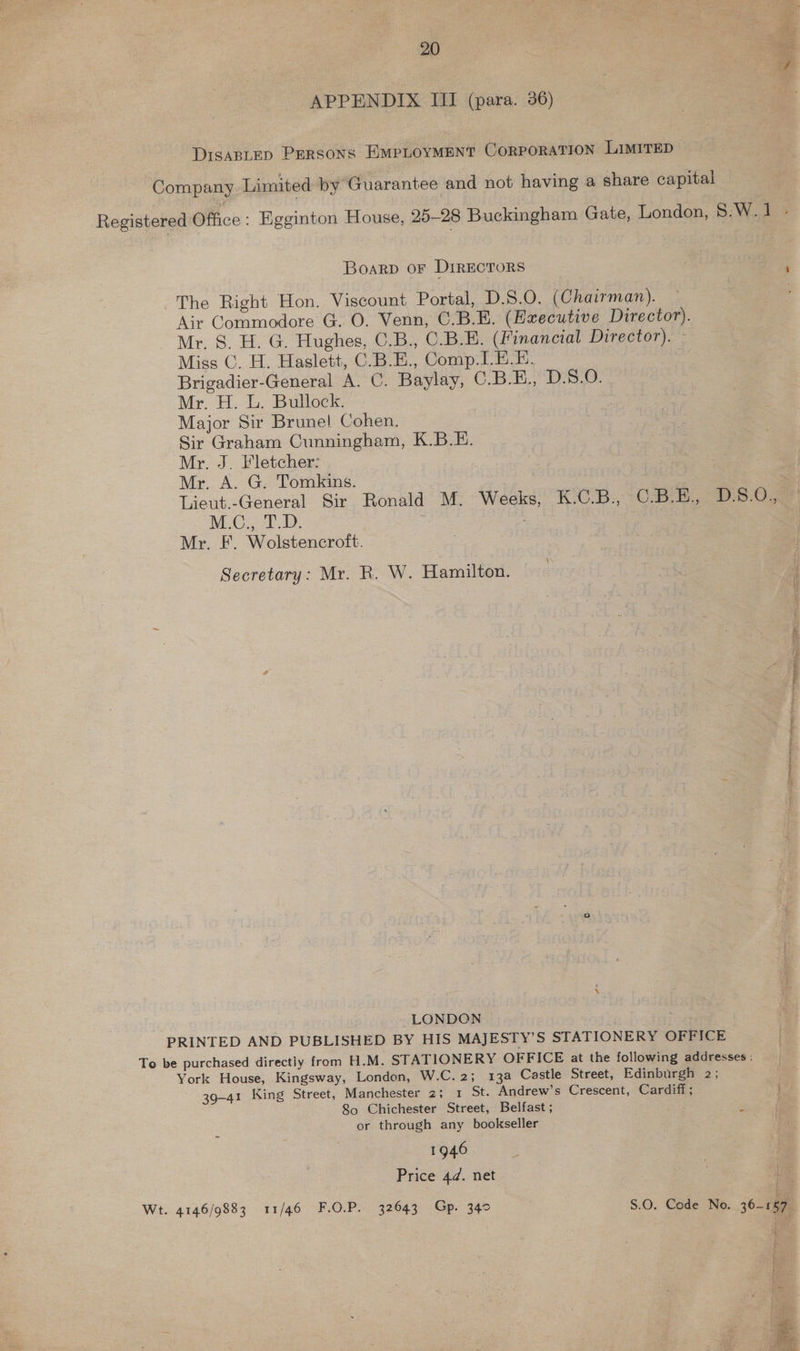 20
APPENDIX III (para. 36)
DISABLED PERSONS EMPLOYMENT CORPORATION LIMITED
Company Limited by Guarantee and not having a share capital
Registered Office: Egginton House, 25–28 Buckingham Gate, London, S.W.1
BOARD OF DIRECTORS
The Right Hon. Viscount Portal, D.S.O. (Chairman).
Air Commodore G. O. Venn, C.B.E. (Executive Director).
Mr. S. H. G. Hughes, C.B., C.B.E. (Financial Director).
Miss C. H. Haslett, C.B.E., Comp.I.E.E.
Brigadier-General A. C. Baylay, C.B.E., D.S.O.
Mr. H. L. Bullock.
Major Sir Brunel Cohen.
Sir Graham Cunningham, K.B.E.
Mr. J. Fletcher.
Mr. A. G. Tomkins.
Lieut.-General Sir Ronald M. Weeks, K.C.B., C.B.E., D.S.O.,
M.C., T.D.
Mr. F. Wolstencroft.
Secretary: Mr. R. W. Hamilton.
LONDON
PRINTED AND PUBLISHED BY HIS MAJESTY'S STATIONERY OFFICE
To be purchased directly from H.M. STATIONERY OFFICE at the following addresses:
York House, Kingsway, London, W.C.2; 13a Castle Street, Edinburgh 2;
39–41 King Street, Manchester 2; 1 St. Andrew's Crescent, Cardiff;
80 Chichester Street, Belfast;
or through any bookseller
1946
Price 4d. net
Wt. 4146/9883 11/46 F.O.P. 32643 Gp. 340 S.O. Code No. 36–157